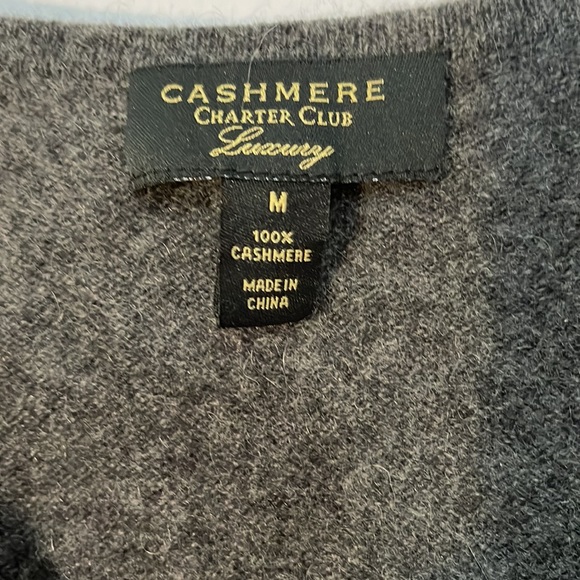 CASHMERE
CHARTER CLUB
Luxury
M
100%
CASHMERE
MADE IN
CHINA